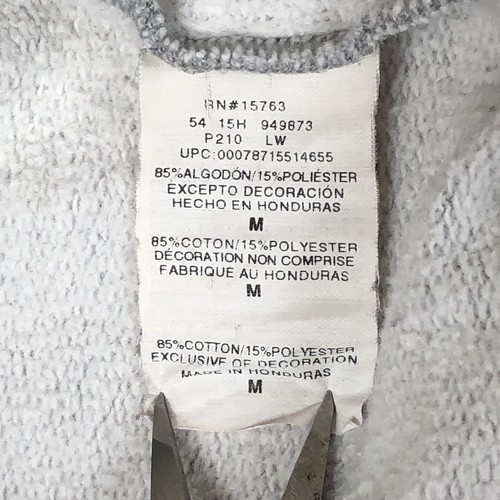 RN#15763
54 15H 949873
P210 LW
UPC:00078715514655
85%ALGODÓN/15%POLIÉSTER
EXCEPTO DECORACIÓN
HECHO EN HONDURAS
M
85%COTON/15%POLYESTER
DÉCORATION NON COMPRISE
FABRIQUE AU HONDURAS
M
85%COTTON/15%POLYESTER
EXCLUSIVE OF DECORATION
MADE IN HONDURAS
M